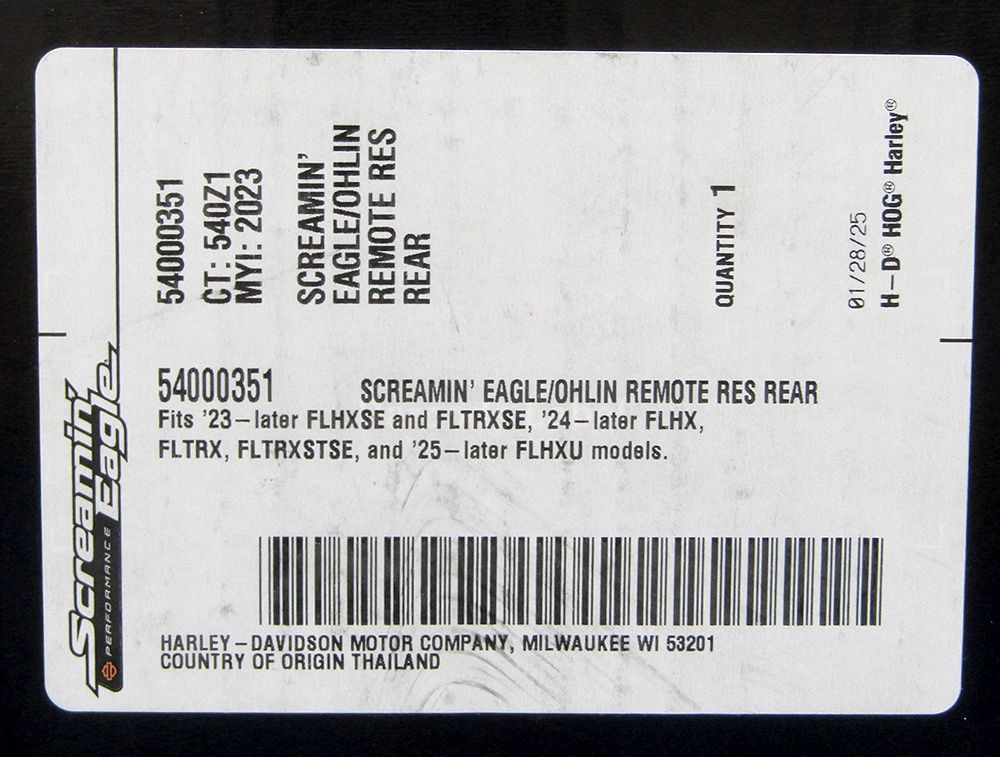 54000351
CT: 540Z1
MYI: 2023
SCREAMIN'
EAGLE/OHLIN
REMOTE RES
REAR
QUANTITY 1
01/28/25
H-D® HOG® Harley®
Screamin'
Eagle
PERFORMANCE
54000351 SCREAMIN' EAGLE/OHLIN REMOTE RES REAR
Fits '23-later FLHXSE and FLTRXSE, '24-later FLHX,
FLTRX, FLTRXSTSE, and '25-later FLHXU models.
HARLEY-DAVIDSON MOTOR COMPANY, MILWAUKEE WI 53201
COUNTRY OF ORIGIN THAILAND